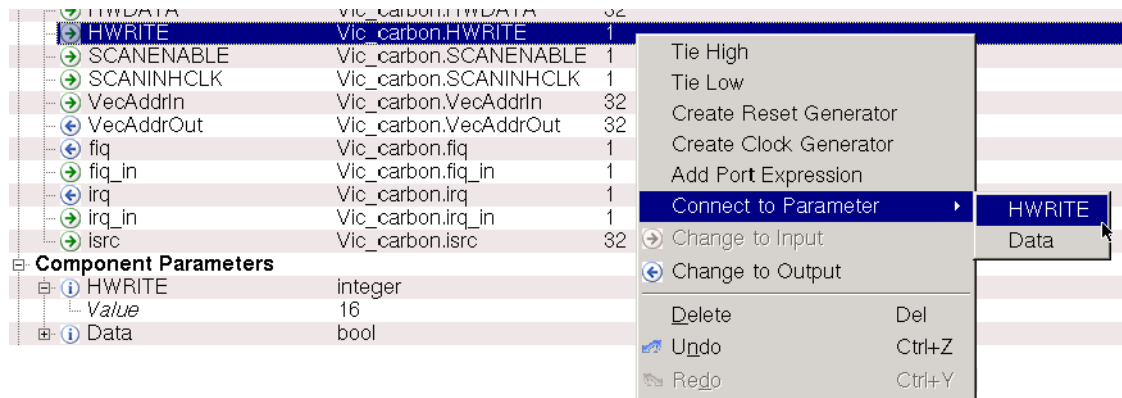 HWDATA Vic_carbon.HWDATA 32
HWRITE Vic_carbon.HWRITE 1
SCANENABLE Vic_carbon.SCANENABLE 1
SCANINHCLK Vic_carbon.SCANINHCLK 1
VecAddrIn Vic_carbon.VecAddrIn 32
VecAddrOut Vic_carbon.VecAddrOut 32
fiq Vic_carbon.fiq 1
fiq_in Vic_carbon.fiq_in 1
irq Vic_carbon.irq 1
irq_in Vic_carbon.irq_in 1
isrc Vic_carbon.isrc 32
Component Parameters
HWRITE integer
Value 16
Data bool
Tie High
Tie Low
Create Reset Generator
Create Clock Generator
Add Port Expression
Connect to Parameter
Change to Input
Change to Output
Delete Del
Undo Ctrl+Z
Redo Ctrl+Y
HWRITE
Data